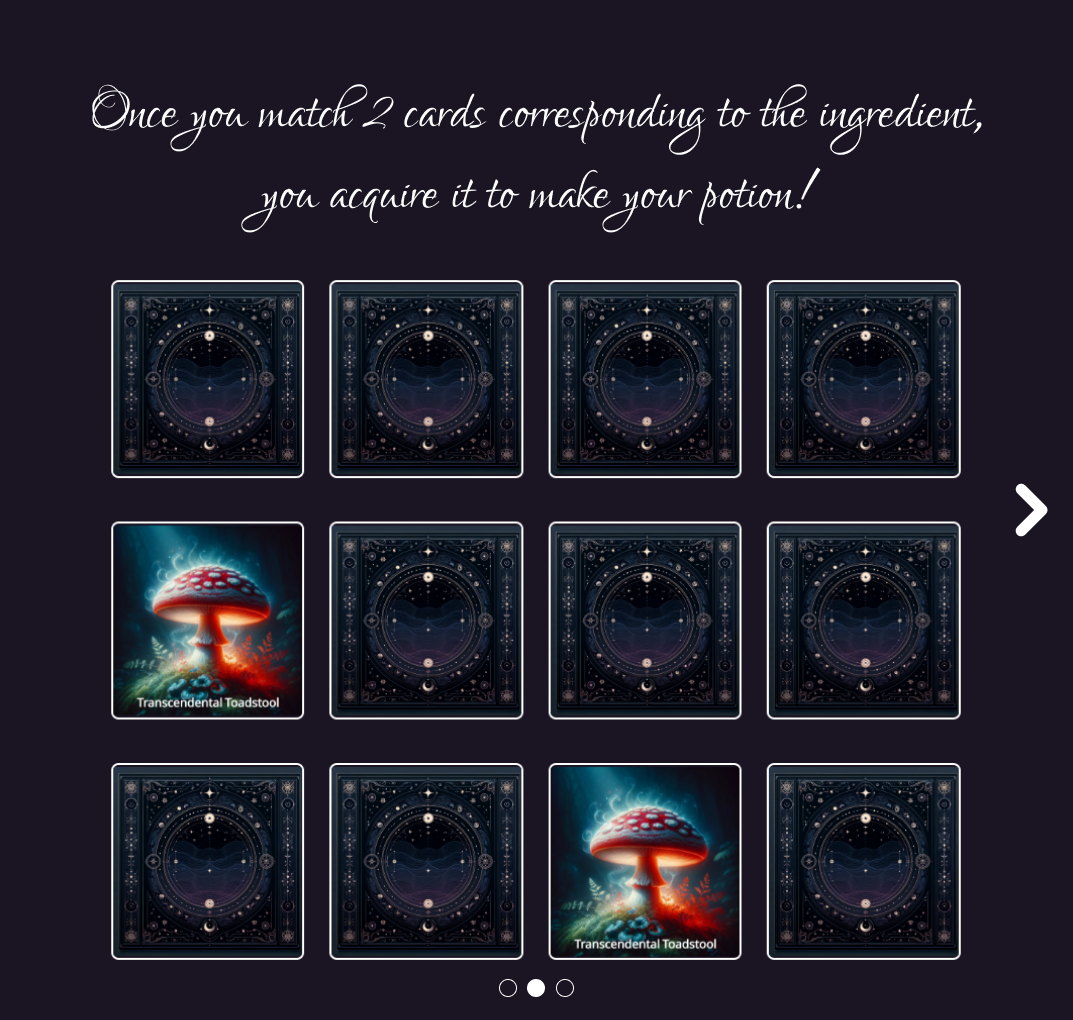 Once you match 2 cards corresponding to the ingredient,
you acquire it to make your potion!
Transcendental Toadstool
Transcendental Toadstool